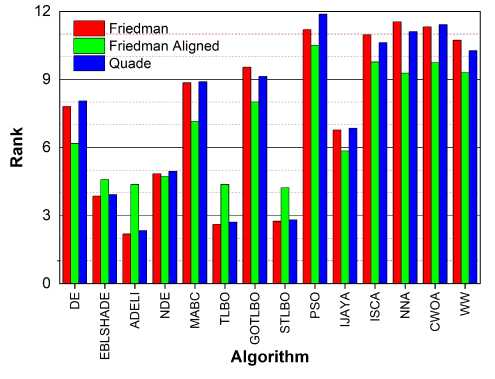 12
9
6
3
0
Rank
Friedman
Friedman Aligned
Quade
DE
EBLSHADE
ADELI
NDE
MABC
TLBO
GOTLBO
STLBO
PSO
IJAYA
ISCA
NNA
CWOA
WW
Algorithm